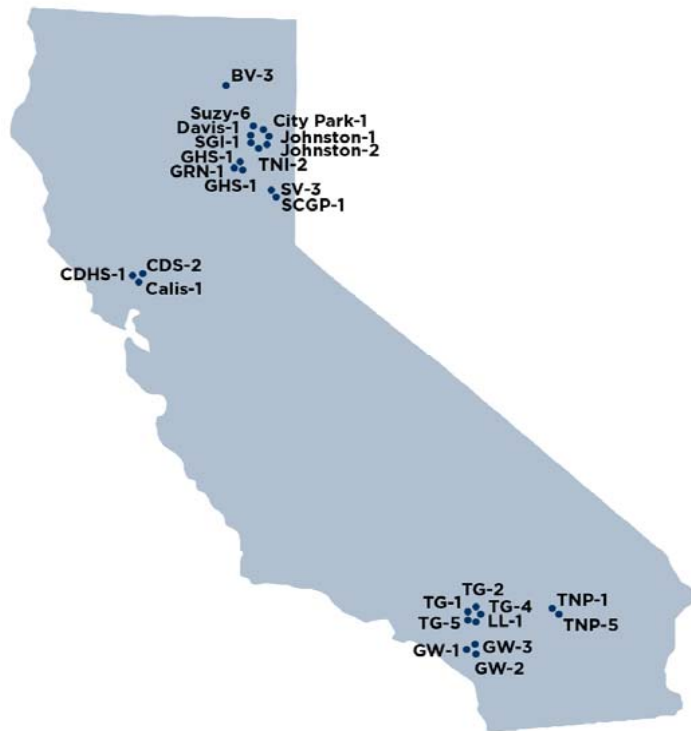 BV-3
Suzy-6
City Park-1
Davis-1
Johnston-1
SGI-1
Johnston-2
GHS-1
TNI-2
GRN-1
GHS-1
SV-3
SCGP-1
CDHS-1
CDS-2
Calis-1
TG-2
TG-1
TG-4
TG-5
LL-1
TNP-1
TNP-5
GW-1
GW-3
GW-2